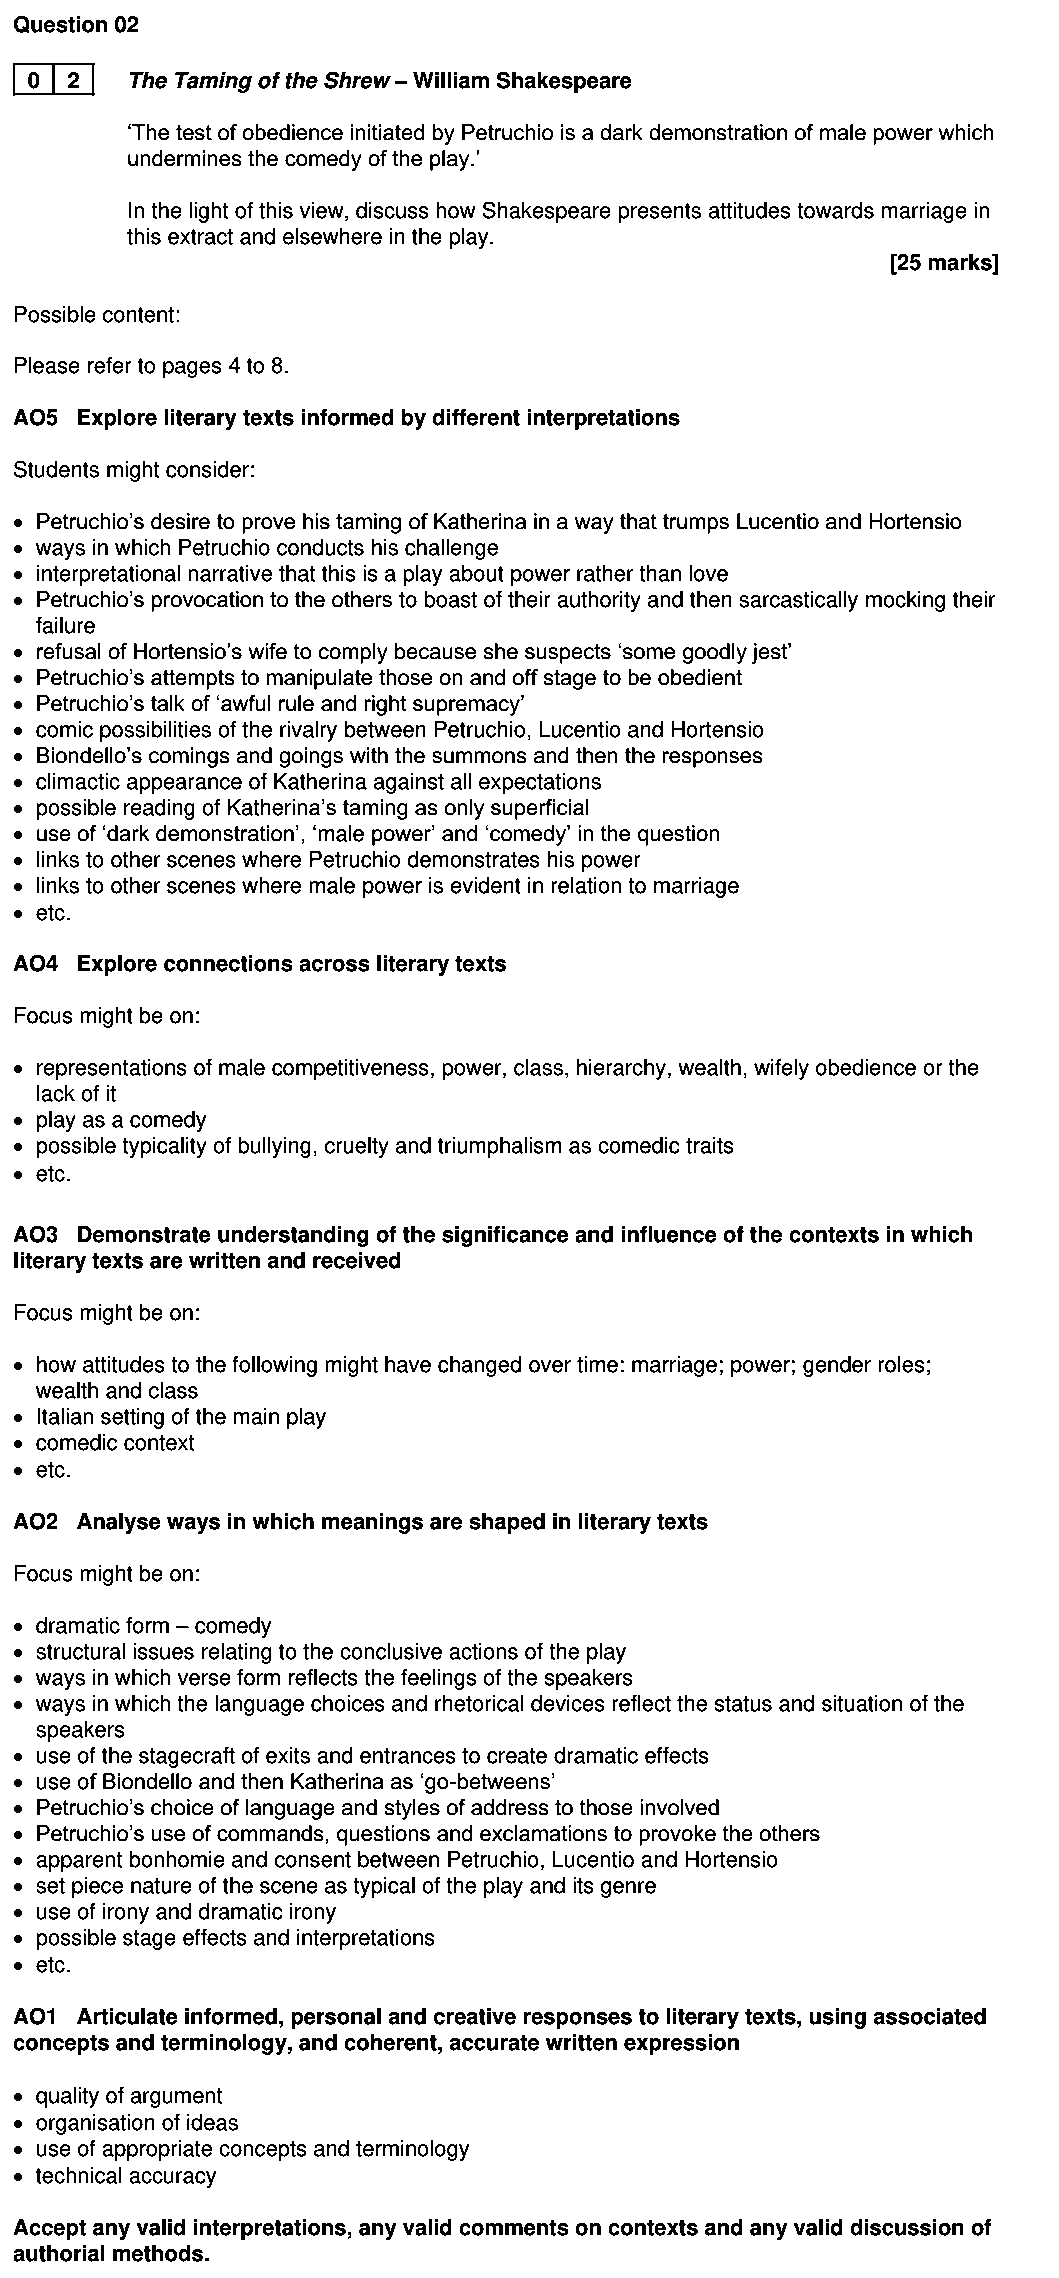 Question 02
0 2 The Taming of the Shrew – William Shakespeare
‘The test of obedience initiated by Petruchio is a dark demonstration of male power which
undermines the comedy of the play.’
In the light of this view, discuss how Shakespeare presents attitudes towards marriage in
this extract and elsewhere in the play.
[25 marks]
Possible content:
Please refer to pages 4 to 8.
AO5 Explore literary texts informed by different interpretations
Students might consider:
• Petruchio’s desire to prove his taming of Katherina in a way that trumps Lucentio and Hortensio
• ways in which Petruchio conducts his challenge
• interpretational narrative that this is a play about power rather than love
• Petruchio’s provocation to the others to boast of their authority and then sarcastically mocking their
failure
• refusal of Hortensio’s wife to comply because she suspects ‘some goodly jest’
• Petruchio’s attempts to manipulate those on and off stage to be obedient
• Petruchio’s talk of ‘awful rule and right supremacy’
• comic possibilities of the rivalry between Petruchio, Lucentio and Hortensio
• Biondello’s comings and goings with the summons and then the responses
• climactic appearance of Katherina against all expectations
• possible reading of Katherina’s taming as only superficial
• use of ‘dark demonstration’, ‘male power’ and ‘comedy’ in the question
• links to other scenes where Petruchio demonstrates his power
• links to other scenes where male power is evident in relation to marriage
• etc.
AO4 Explore connections across literary texts
Focus might be on:
• representations of male competitiveness, power, class, hierarchy, wealth, wifely obedience or the
lack of it
• play as a comedy
• possible typicality of bullying, cruelty and triumphalism as comedic traits
• etc.
AO3 Demonstrate understanding of the significance and influence of the contexts in which
literary texts are written and received
Focus might be on:
• how attitudes to the following might have changed over time: marriage; power; gender roles;
wealth and class
• Italian setting of the main play
• comedic context
• etc.
AO2 Analyse ways in which meanings are shaped in literary texts
Focus might be on:
• dramatic form – comedy
• structural issues relating to the conclusive actions of the play
• ways in which verse form reflects the feelings of the speakers
• ways in which the language choices and rhetorical devices reflect the status and situation of the
speakers
• use of the stagecraft of exits and entrances to create dramatic effects
• use of Biondello and then Katherina as ‘go-betweens’
• Petruchio’s choice of language and styles of address to those involved
• Petruchio’s use of commands, questions and exclamations to provoke the others
• apparent bonhomie and consent between Petruchio, Lucentio and Hortensio
• set piece nature of the scene as typical of the play and its genre
• use of irony and dramatic irony
• possible stage effects and interpretations
• etc.
AO1 Articulate informed, personal and creative responses to literary texts, using associated
concepts and terminology, and coherent, accurate written expression
• quality of argument
• organisation of ideas
• use of appropriate concepts and terminology
• technical accuracy
Accept any valid interpretations, any valid comments on contexts and any valid discussion of
authorial methods.